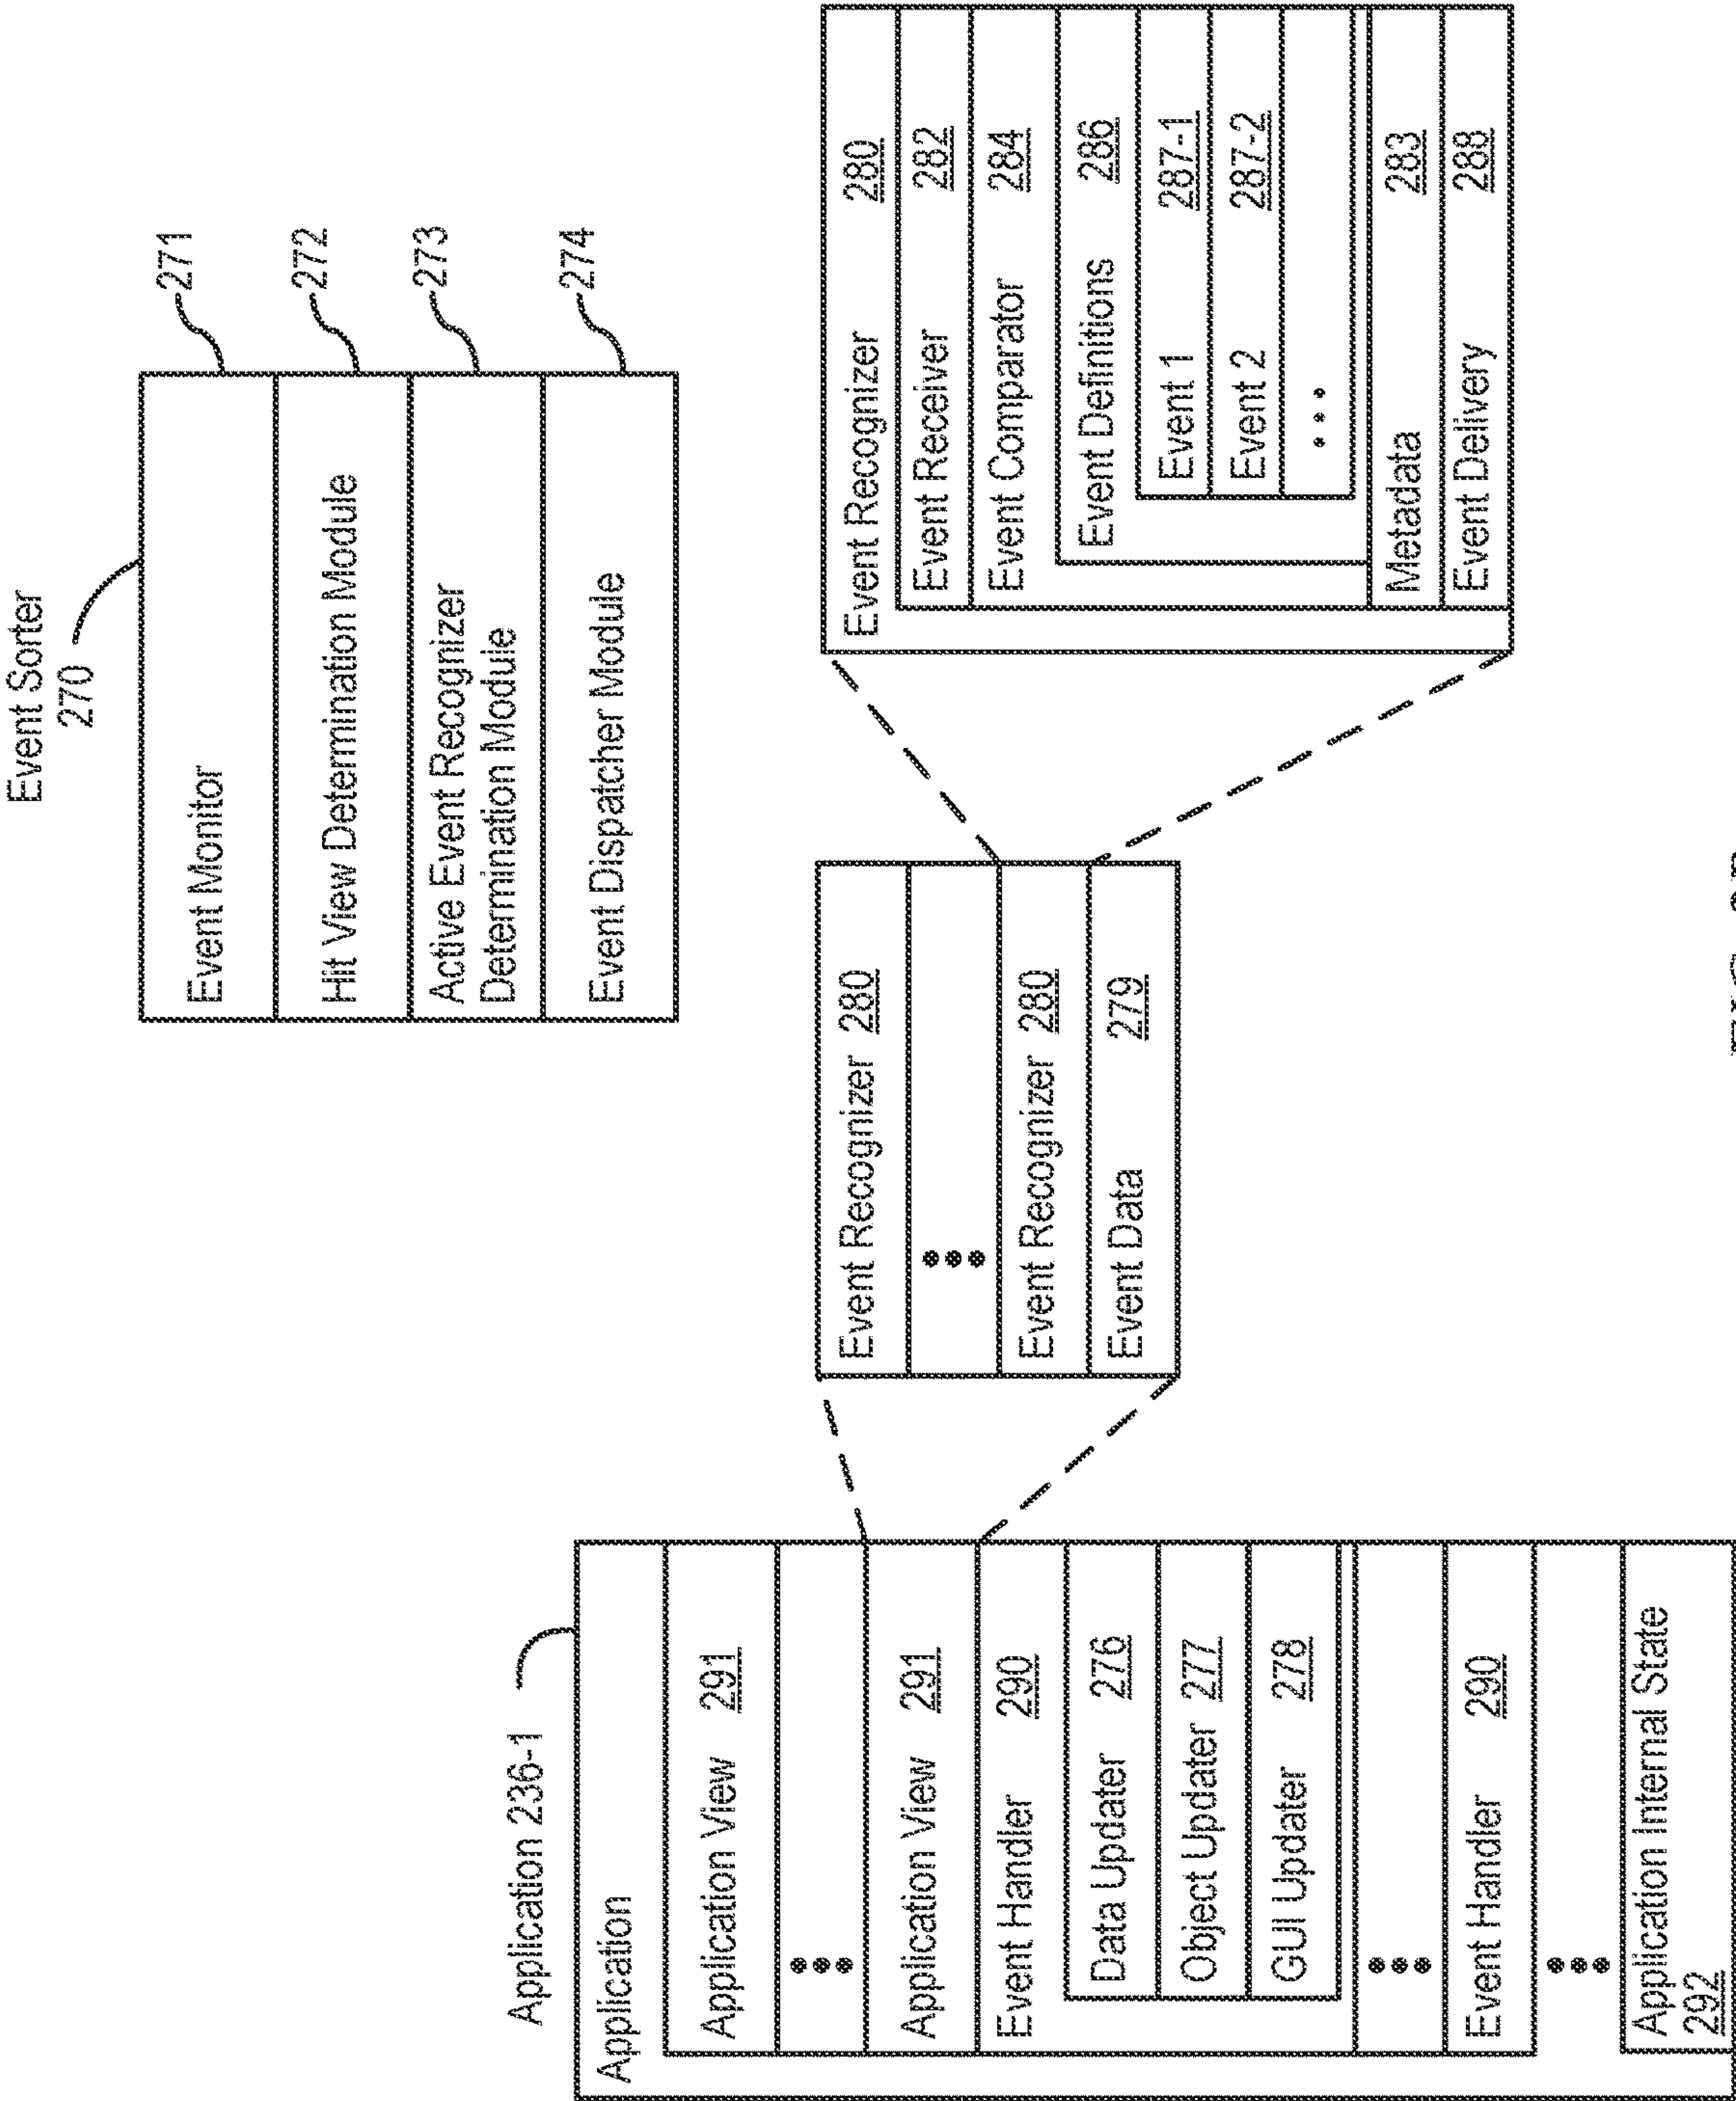 Event Sorter
270
Event Monitor
271
Hit View Determination Module
272
Active Event Recognizer
Determination Module
273
Event Dispatcher Module
274
Application 236-1
Application
Application View 291
•••
Application View 291
Event Handler 290
Data Updater 276
Object Updater 277
GUI Updater 278
•••
Event Handler 290
•••
Application Internal State
292
Event Recognizer 280
•••
Event Recognizer 280
Event Data 279
Event Recognizer 280
Event Receiver 282
Event Comparator 284
Event Definitions 286
Event 1 287-1
Event 2 287-2
•••
Metadata 283
Event Delivery 288